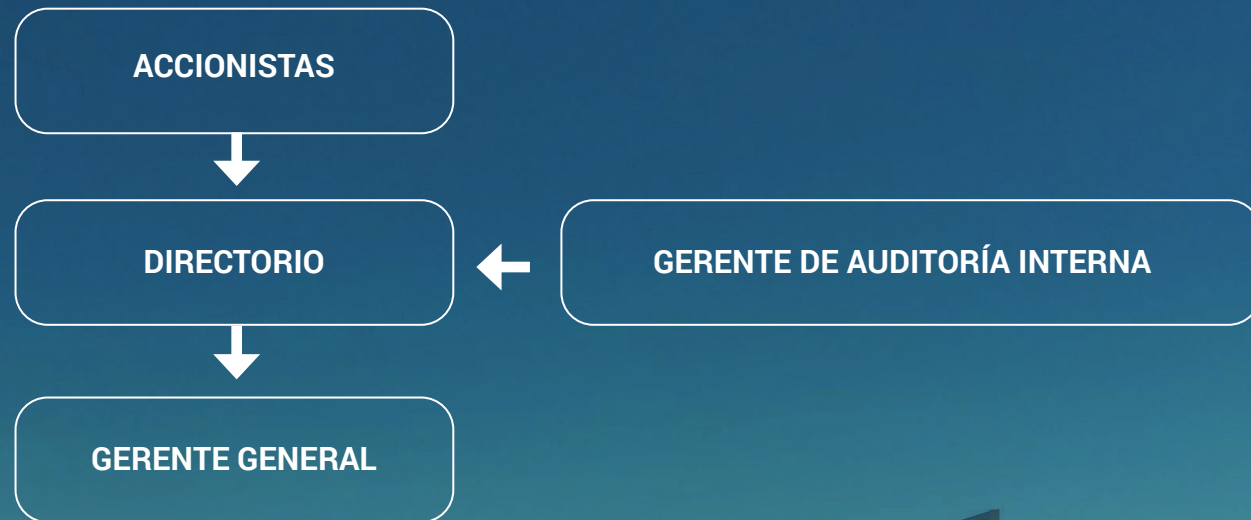 ACCIONISTAS
DIRECTORIO
GERENTE DE AUDITORÍA INTERNA
GERENTE GENERAL